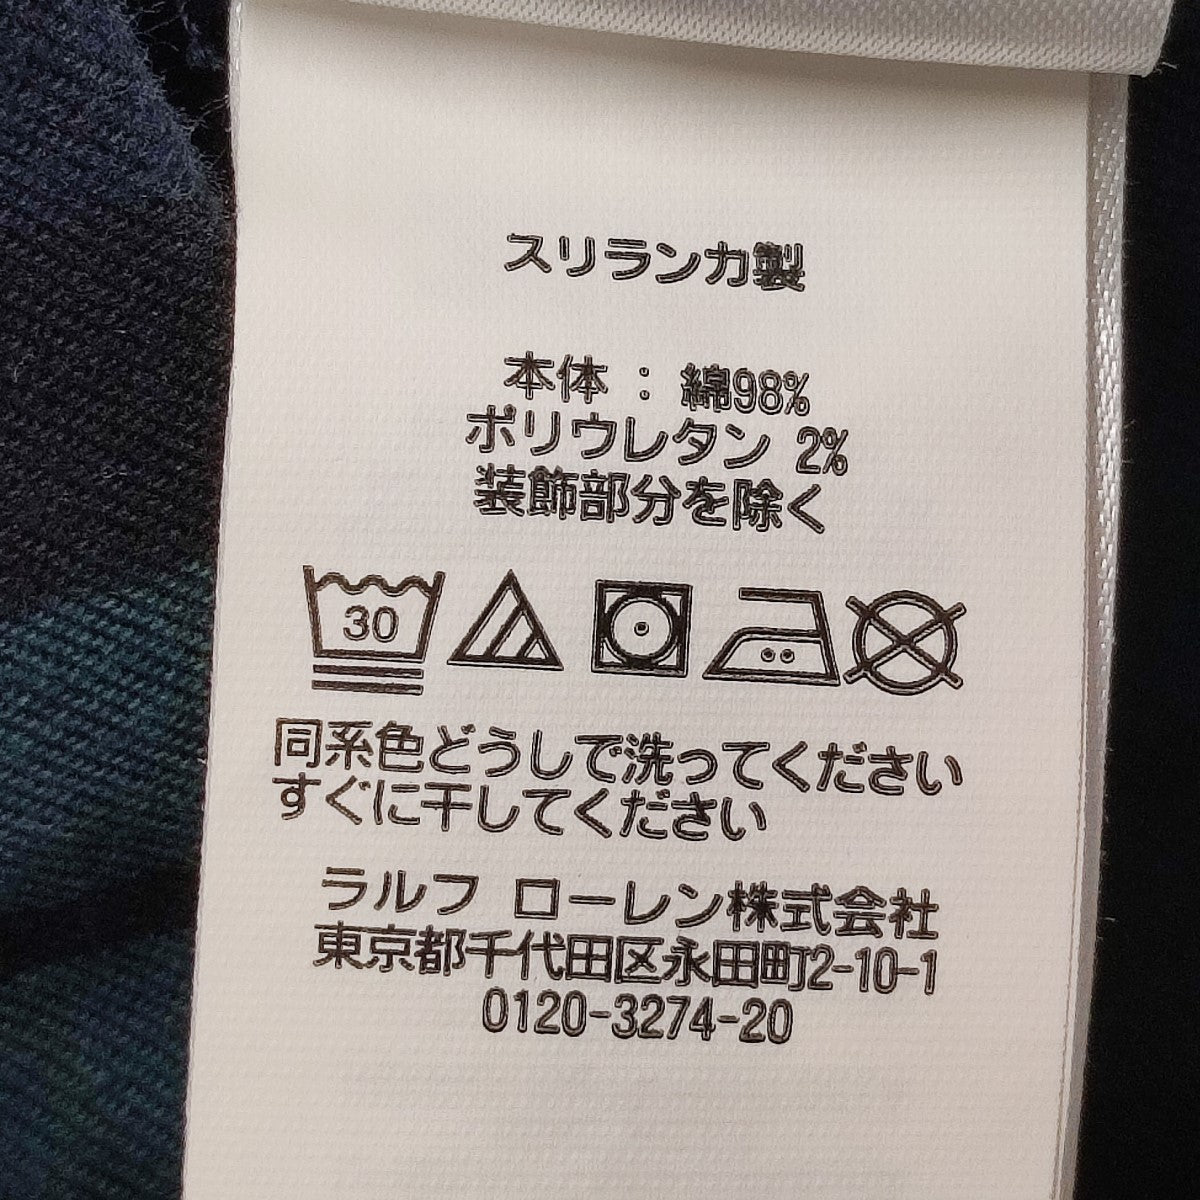 スリランカ製
本体 : 綿98%
ポリウレタン 2%
装飾部分を除く
30
同系色どうしで洗ってください
すぐに干してください
ラルフ ローレン株式会社
東京都千代田区永田町2-10-1
0120-3274-20